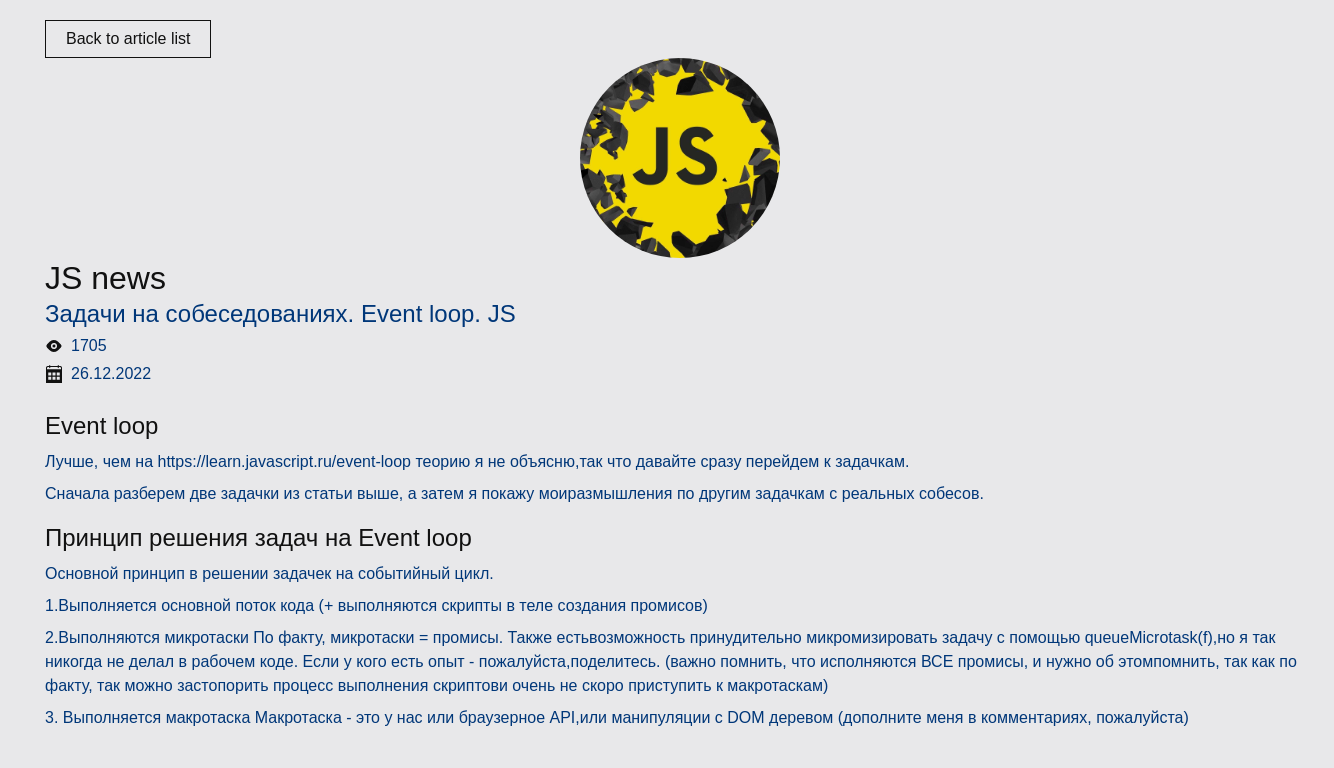 Back to article list
JS
JS news
Задачи на собеседованиях. Event loop. JS
1705
26.12.2022
Event loop
Лучше, чем на https://learn.javascript.ru/event-loop теорию я не объясню,так что давайте сразу перейдем к задачкам.
Сначала разберем две задачки из статьи выше, а затем я покажу моиразмышления по другим задачкам с реальных собесов.
Принцип решения задач на Event loop
Основной принцип в решении задачек на событийный цикл.
1.Выполняется основной поток кода (+ выполняются скрипты в теле создания промисов)
2.Выполняются микротаски По факту, микротаски = промисы. Также естьвозможность принудительно микромизировать задачу с помощью queueMicrotask(f),но я так
никогда не делал в рабочем коде. Если у кого есть опыт - пожалуйста,поделитесь. (важно помнить, что исполняются ВСЕ промисы, и нужно об этомпомнить, так как по
факту, так можно застопорить процесс выполнения скриптови очень не скоро приступить к макротаскам)
3. Выполняется макротаска Макротаска - это у нас или браузерное API,или манипуляции с DOM деревом (дополните меня в комментариях, пожалуйста)